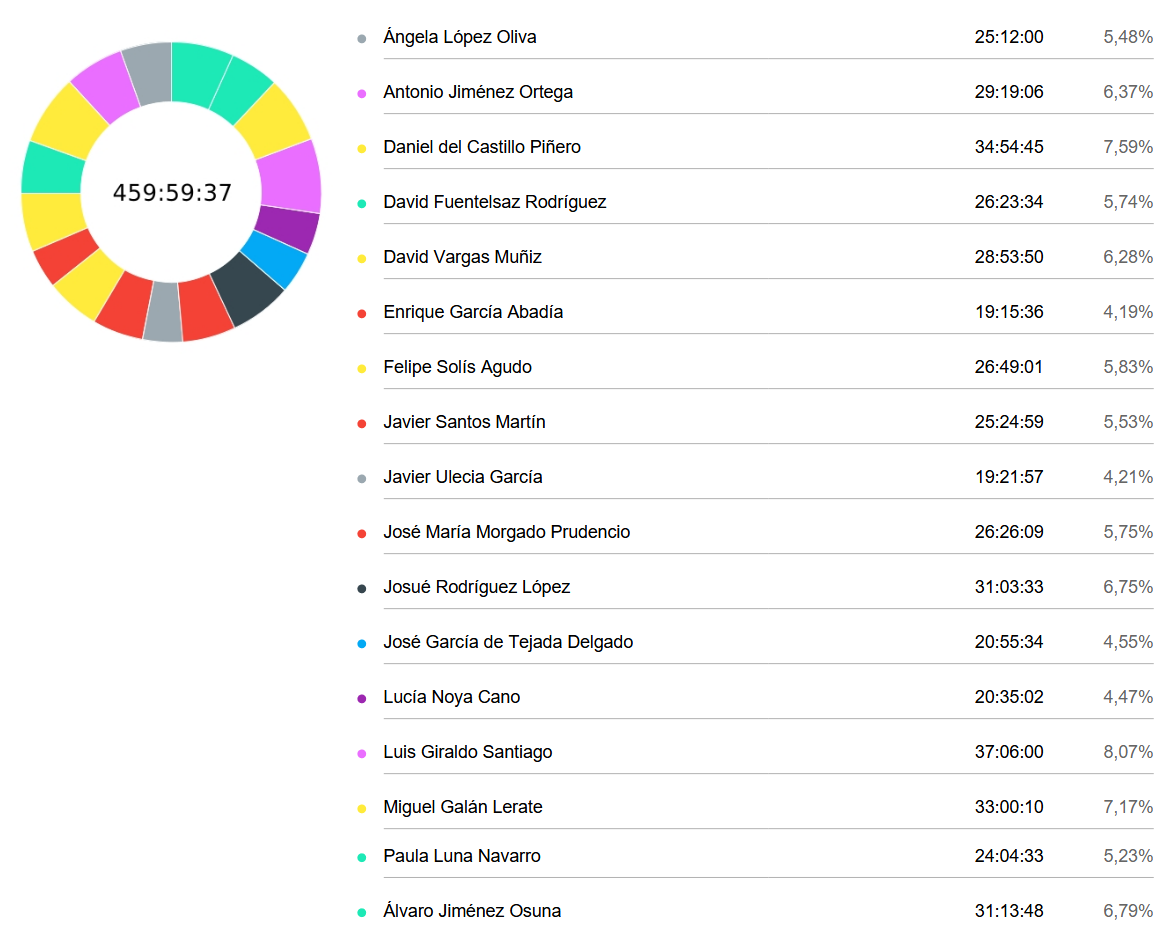 459:59:37
Ángela López Oliva 25:12:00 5,48%
Antonio Jiménez Ortega 29:19:06 6,37%
Daniel del Castillo Piñero 34:54:45 7,59%
David Fuentelsaz Rodríguez 26:23:34 5,74%
David Vargas Muñiz 28:53:50 6,28%
Enrique García Abadía 19:15:36 4,19%
Felipe Solís Agudo 26:49:01 5,83%
Javier Santos Martín 25:24:59 5,53%
Javier Ulecia García 19:21:57 4,21%
José María Morgado Prudencio 26:26:09 5,75%
Josué Rodríguez López 31:03:33 6,75%
José García de Tejada Delgado 20:55:34 4,55%
Lucía Noya Cano 20:35:02 4,47%
Luis Giraldo Santiago 37:06:00 8,07%
Miguel Galán Lerate 33:00:10 7,17%
Paula Luna Navarro 24:04:33 5,23%
Álvaro Jiménez Osuna 31:13:48 6,79%